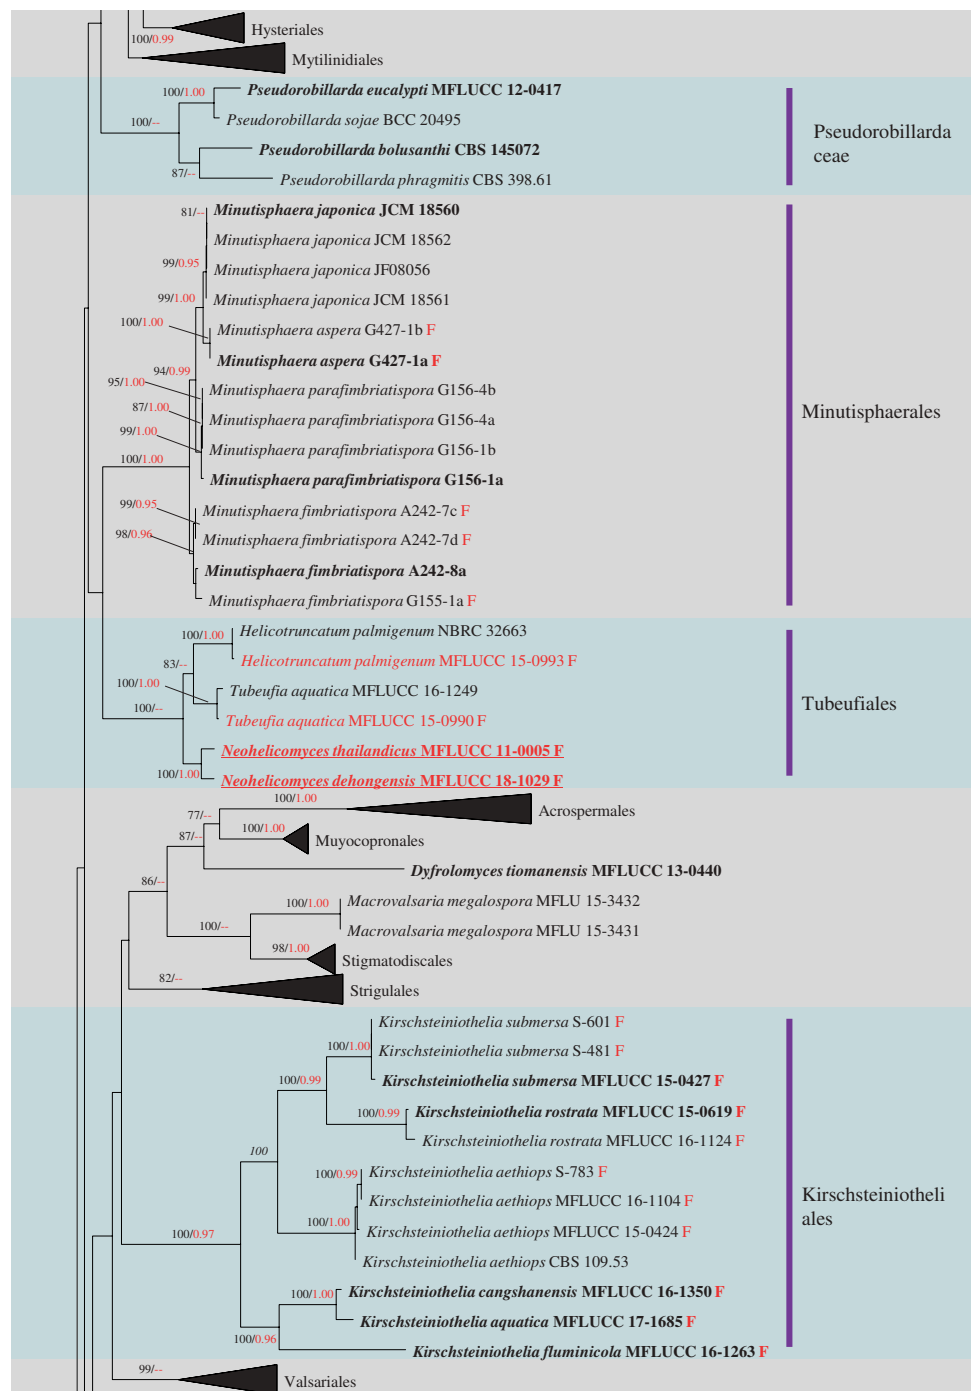 Hysteriales
100/0.99
Mytilinidiales
100/1.00
Pseudorobillarda eucalypti MFLUCC 12-0417
Pseudorobillarda sojae BCC 20495
100/--
Pseudorobillarda
ceae
Pseudorobillarda bolusanthi CBS 145072
87/--
Pseudorobillarda phragmitis CBS 398.61
81/--
Minutisphaera japonica JCM 18560
Minutisphaera japonica JCM 18562
99/0.95
Minutisphaera japonica JF08056
99/1.00
Minutisphaera japonica JCM 18561
100/1.00
Minutisphaera aspera G427-1b F
Minutisphaera aspera G427-1a F
94/0.99
95/1.00
Minutisphaera parafimbriatispora G156-4b
87/1.00
Minutisphaera parafimbriatispora G156-4a
Minutisphaerales
99/1.00
Minutisphaera parafimbriatispora G156-1b
100/1.00
Minutisphaera parafimbriatispora G156-1a
99/0.95
Minutisphaera fimbriatispora A242-7c F
98/0.96
Minutisphaera fimbriatispora A242-7d F
Minutisphaera fimbriatispora A242-8a
Minutisphaera fimbriatispora G155-1a F
100/1.00
Helicotruncatum palmigenum NBRC 32663
83/--
Helicotruncatum palmigenum MFLUCC 15-0993 F
100/1.00
Tubeufia aquatica MFLUCC 16-1249
Tubeufiales
100/--
Tubeufia aquatica MFLUCC 15-0990 F
Neohelicomyces thailandicus MFLUCC 11-0005 F
100/1.00
Neohelicomyces dehongensis MFLUCC 18-1029 F
100/1.00
Acrospermales
77/--
100/1.00
Muyocopronales
87/--
Dyfrolomyces tiomanensis MFLUCC 13-0440
86/--
100/1.00
Macrovalsaria megalospora MFLU 15-3432
100/--
Macrovalsaria megalospora MFLU 15-3431
98/1.00
Stigmatodiscales
82/--
Strigulales
Kirschsteiniothelia submersa S-601 F
100/1.00
Kirschsteiniothelia submersa S-481 F
100/0.99
Kirschsteiniothelia submersa MFLUCC 15-0427 F
100/0.99
Kirschsteiniothelia rostrata MFLUCC 15-0619 F
Kirschsteiniothelia rostrata MFLUCC 16-1124 F
100
100/0.99
Kirschsteiniothelia aethiops S-783 F
Kirschsteiniothelia aethiops MFLUCC 16-1104 F
Kirschsteiniotheli
ales
100/1.00
Kirschsteiniothelia aethiops MFLUCC 15-0424 F
100/0.97
Kirschsteiniothelia aethiops CBS 109.53
100/1.00
Kirschsteiniothelia cangshanensis MFLUCC 16-1350 F
Kirschsteiniothelia aquatica MFLUCC 17-1685 F
100/0.96
Kirschsteiniothelia fluminicola MFLUCC 16-1263 F
99/--
Valsariales